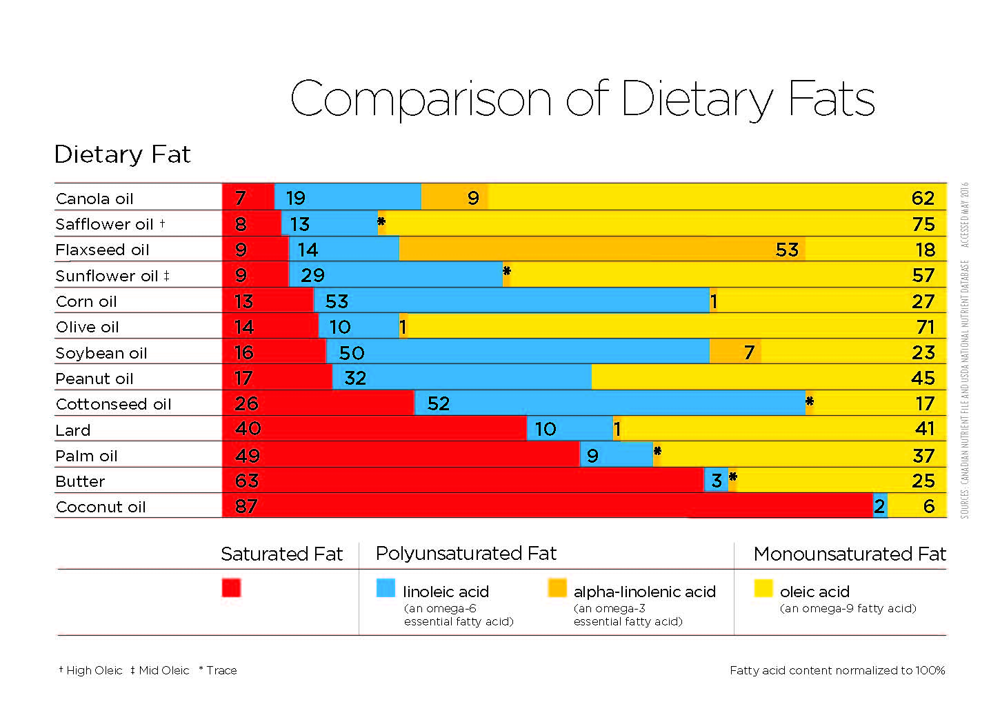 Comparison of Dietary Fats
Dietary Fat
Canola oil 7 19 9 62
Safflower oil † 8 13 * 75
Flaxseed oil 9 14 53 18
Sunflower oil ‡ 9 29 * 57
Corn oil 13 53 1 27
Olive oil 14 10 1 71
Soybean oil 16 50 7 23
Peanut oil 17 32 45
Cottonseed oil 26 52 * 17
Lard 40 10 1 41
Palm oil 49 9 * 37
Butter 63 3 * 25
Coconut oil 87 2 6
SOURCES: CANADIAN NUTRIENT FILE AND USDA NATIONAL NUTRIENT DATABASE ACCESSED MAY 2016
Saturated Fat Polyunsaturated Fat Monounsaturated Fat
linoleic acid alpha-linolenic acid oleic acid
(an omega-6 (an omega-3 (an omega-9 fatty acid)
essential fatty acid) essential fatty acid)
† High Oleic ‡ Mid Oleic * Trace Fatty acid content normalized to 100%